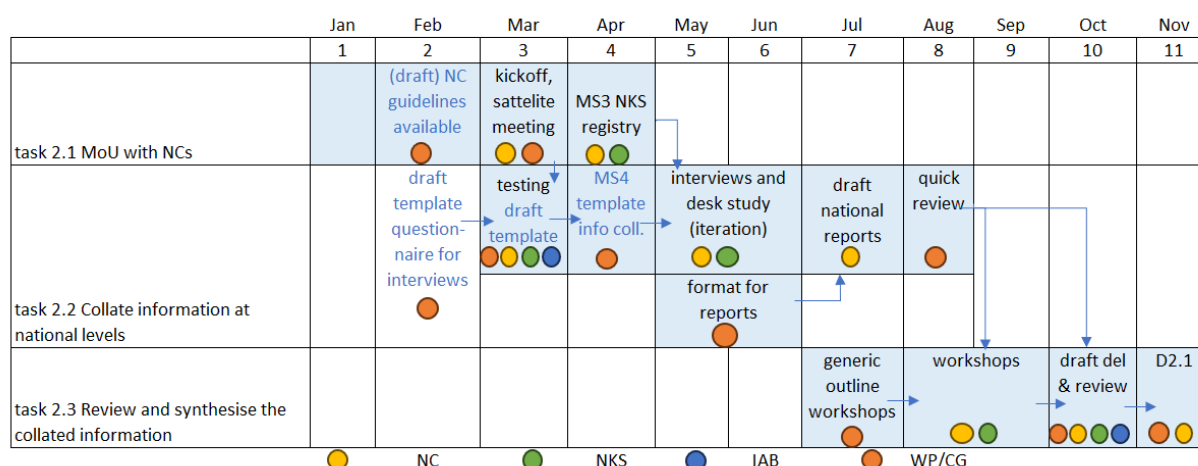 Jan Feb Mar Apr May Jun Jul Aug Sep Oct Nov
1 2 3 4 5 6 7 8 9 10 11
task 2.1 MoU with NCs
(draft) NC
guidelines
available
kickoff,
sattelite
meeting
MS3 NKS
registry
task 2.2 Collate information at
national levels
draft
template
question-
naire for
interviews
testing
draft
template
MS4
template
info coll.
interviews and
desk study
(iteration)
draft
national
reports
quick
review
format for
reports
task 2.3 Review and synthesise the
collated information
generic
outline
workshops
workshops
draft del
& review
D2.1
NC NKS IAB WP/CG